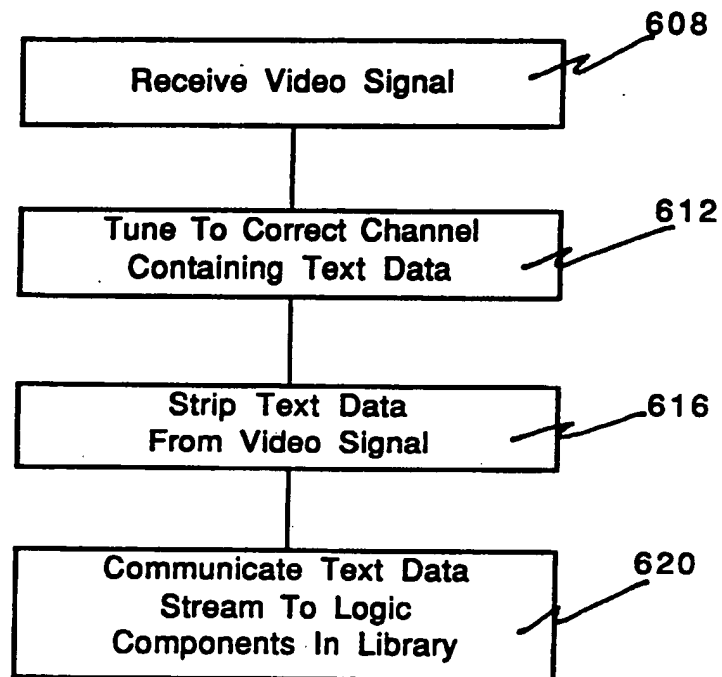 608
Receive Video Signal
612
Tune To Correct Channel
Containing Text Data
616
Strip Text Data
From Video Signal
620
Communicate Text Data
Stream To Logic
Components In Library